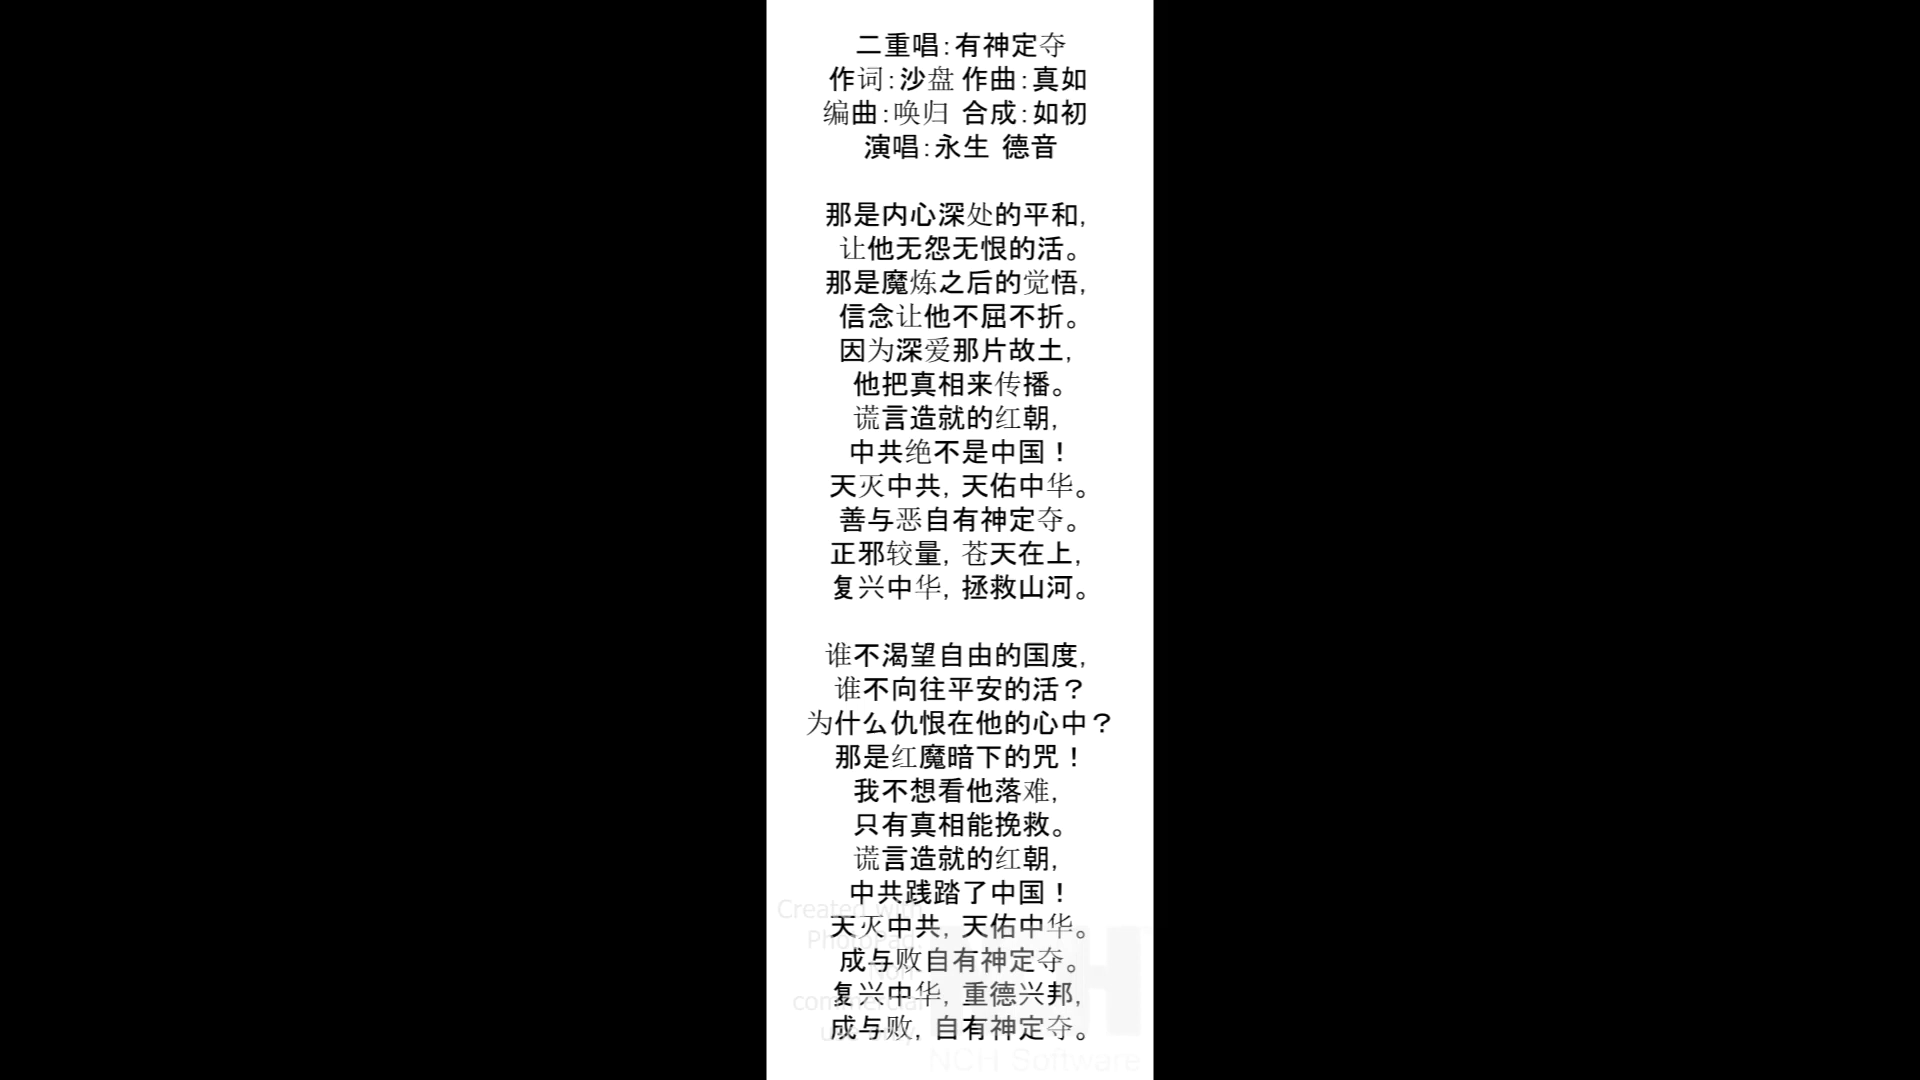 二重唱:有神定夺
作词:沙盘 作曲:真如
编曲:唤归 合成:如初
演唱:永生 德音
那是内心深处的平和,
让他无怨无恨的活。
那是魔炼之后的觉悟,
信念让他不屈不折。
因为深爱那片故土,
他把真相来传播。
谎言造就的红朝,
中共绝不是中国！
天灭中共, 天佑中华。
善与恶自有神定夺。
正邪较量, 苍天在上,
复兴中华, 拯救山河。
谁不渴望自由的国度,
谁不向往平安的活？
为什么仇恨在他的心中？
那是红魔暗下的咒！
我不想看他落难,
只有真相能挽救。
谎言造就的红朝,
中共践踏了中国！
天灭中共, 天佑中华。
成与败自有神定夺。
复兴中华, 重德兴邦,
成与败, 自有神定夺。
Created with
PhotoPad.
Non-
commercial
use only.
NCH
NCH Software